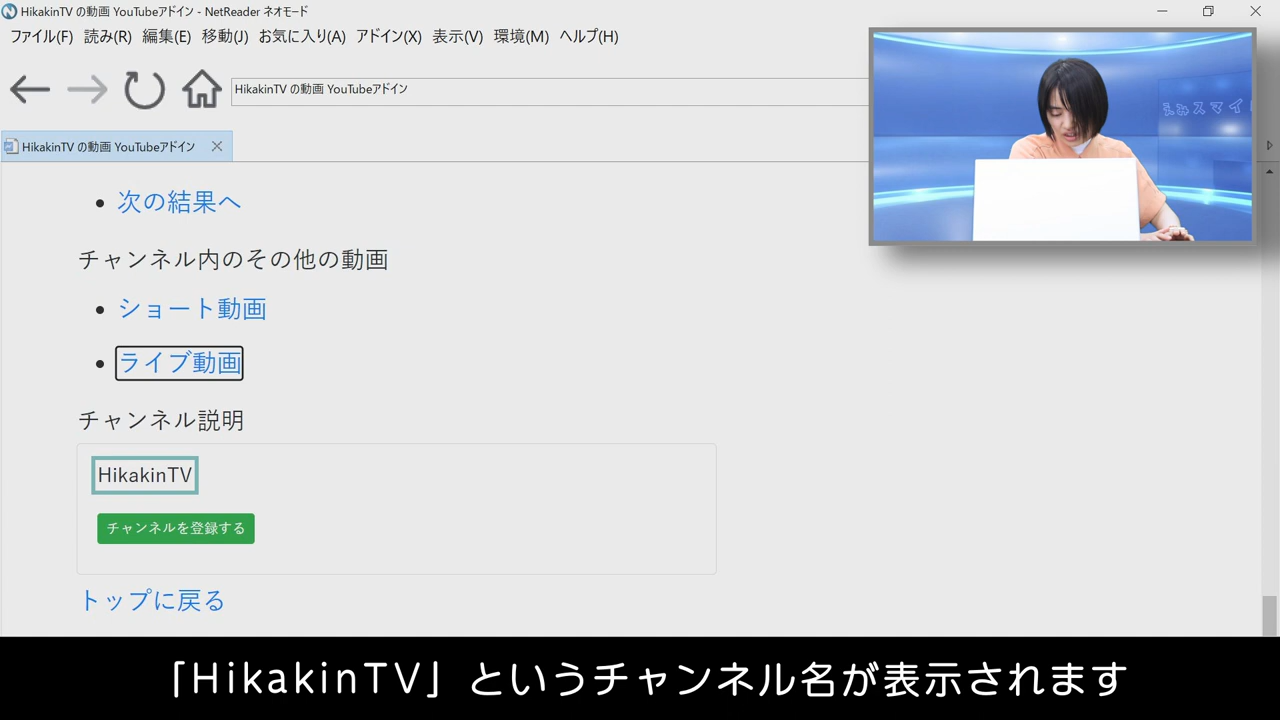 HikakinTV の動画 YouTubeアドイン - NetReader ネオモード
ファイル(F) 読み(R) 編集(E) 移動(J) お気に入り(A) アドイン(X) 表示(V) 環境(M) ヘルプ(H)
HikakinTV の動画 YouTubeアドイン
HikakinTV の動画 YouTubeアドイン
えみスマイ
次の結果へ
チャンネル内のその他の動画
ショート動画
ライブ動画
チャンネル説明
HikakinTV
チャンネルを登録する
トップに戻る
「HikakinTV」というチャンネル名が表示されます